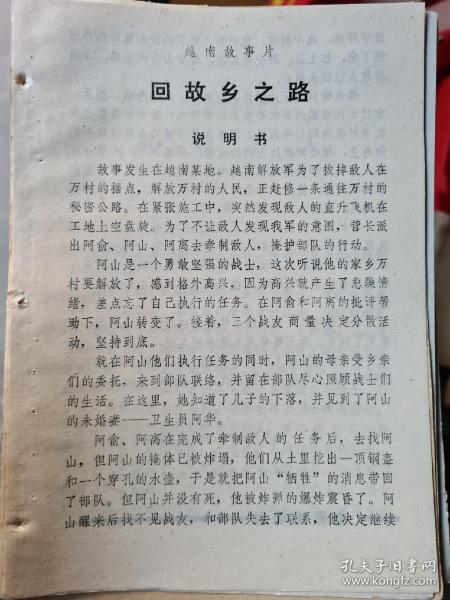 越南故事片
回故乡之路
说明书
故事发生在越南某地。越南解放军为了拔掉敌人在
万村的据点，解放万村的人民，正赶修一条通往万村的
秘密公路。在紧张施工中，突然发现敌人的直升飞机在
工地上空盘旋。为了不让敌人发现我军的意图，营长派
出阿俞、阿山、阿离去牵制敌人，掩护部队的行动。
阿山是一个勇敢坚强的战士，这次听说他的家乡万
村要解放了，感到格外高兴，因为高兴就产生了急躁情
绪，差点忘了自己执行的任务。在阿俞和阿离的批评帮
助下，阿山转变了。接着，三个战友商量决定分散活
动，坚持到底。
就在阿山他们执行任务的同时，阿山的母亲受乡亲
们的委托，来到部队联络，并留在部队尽心照顾战士们
的生活。在这里，她知道了儿子的下落，并见到了阿山
的未婚妻——卫生员阿华。
阿俞、阿离在完成了牵制敌人的任务后，去找阿
山，但阿山的掩体已被炸塌，他们从土里挖出一顶钢盔
和一个穿孔的水壶，于是就把阿山“牺牲”的消息带回
了部队。但阿山并没有死，他被炸弹的爆炸震昏了。阿
山醒来后找不见战友，和部队失去了联系，他决定继续
孔夫子旧书网
www.kongfz.com